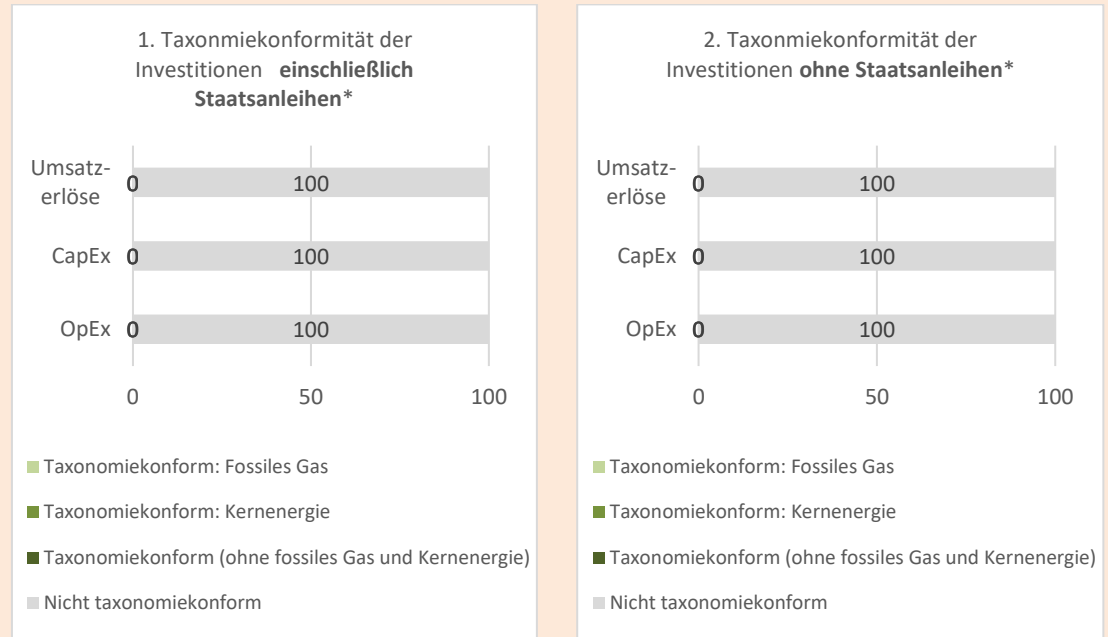 1. Taxonmiekonformität der
Investitionen einschließlich
Staatsanleihen*
Umsatz-
erlöse
0 100
CapEx 0 100
OpEx 0 100
0 50 100
Taxonomiekonform: Fossiles Gas
Taxonomiekonform: Kernenergie
Taxonomiekonform (ohne fossiles Gas und Kernenergie)
Nicht taxonomiekonform
2. Taxonmiekonformität der
Investitionen ohne Staatsanleihen*
Umsatz-
erlöse
0 100
CapEx 0 100
OpEx 0 100
0 50 100
Taxonomiekonform: Fossiles Gas
Taxonomiekonform: Kernenergie
Taxonomiekonform (ohne fossiles Gas und Kernenergie)
Nicht taxonomiekonform